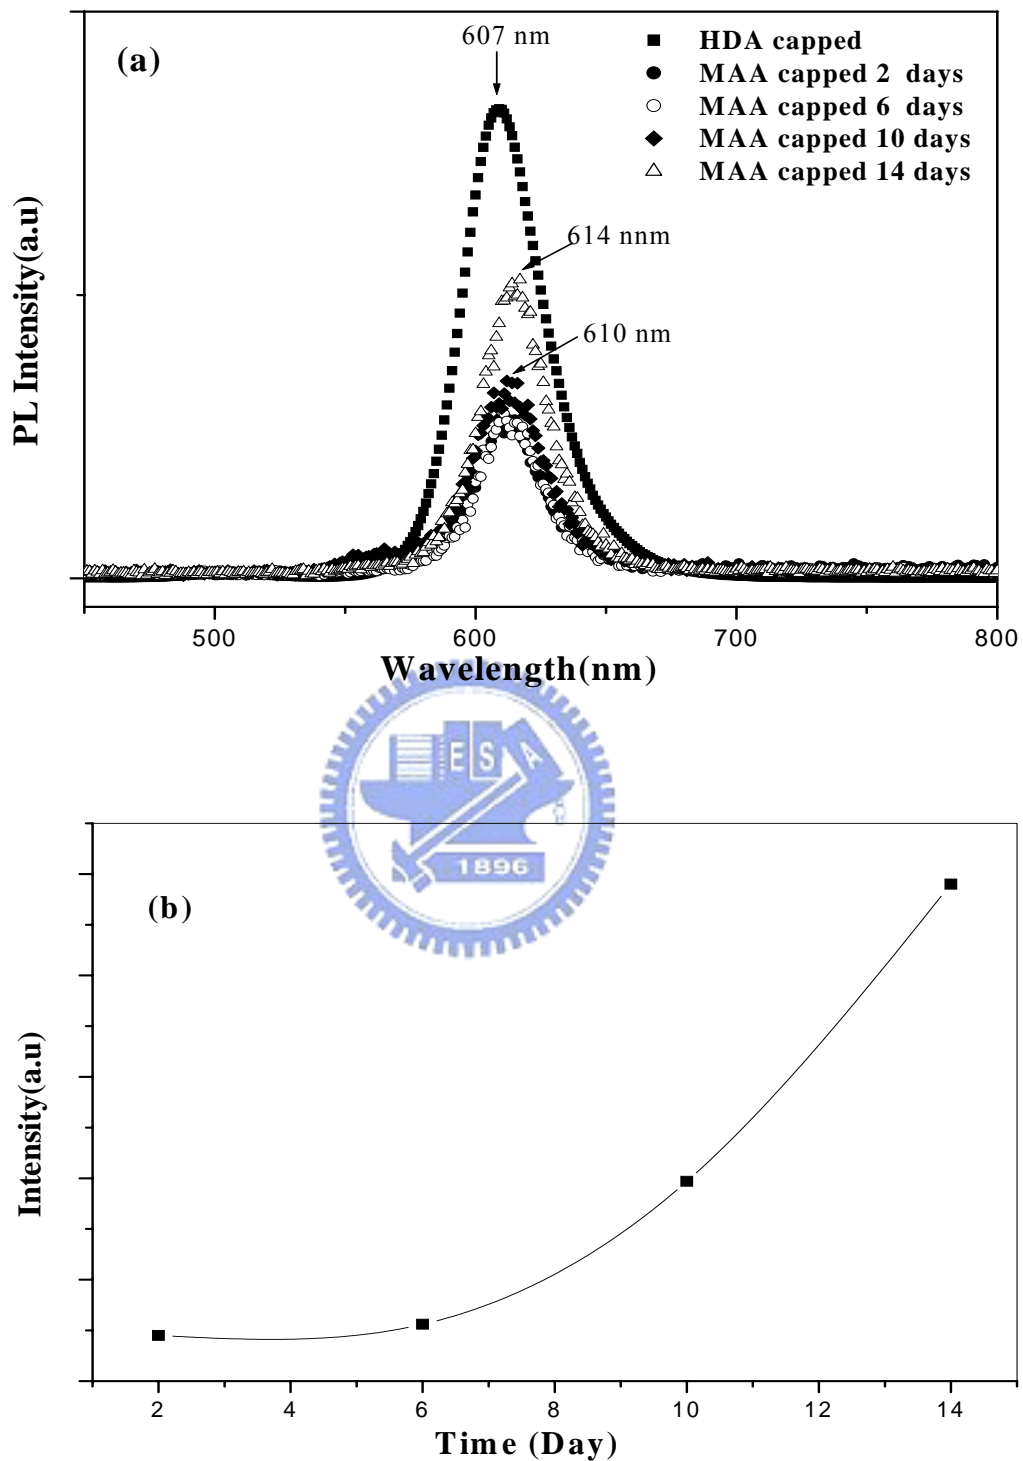 607 nm
(a)
HDA capped
MAA capped 2 days
MAA capped 6 days
MAA capped 10 days
MAA capped 14 days
614 nnm
610 nm
PL Intensity(a.u)
500
600
700
800
Wavelength(nm)
E S A
1896
(b)
Intensity(a.u)
2
4
6
8
10
12
14
Time (Day)